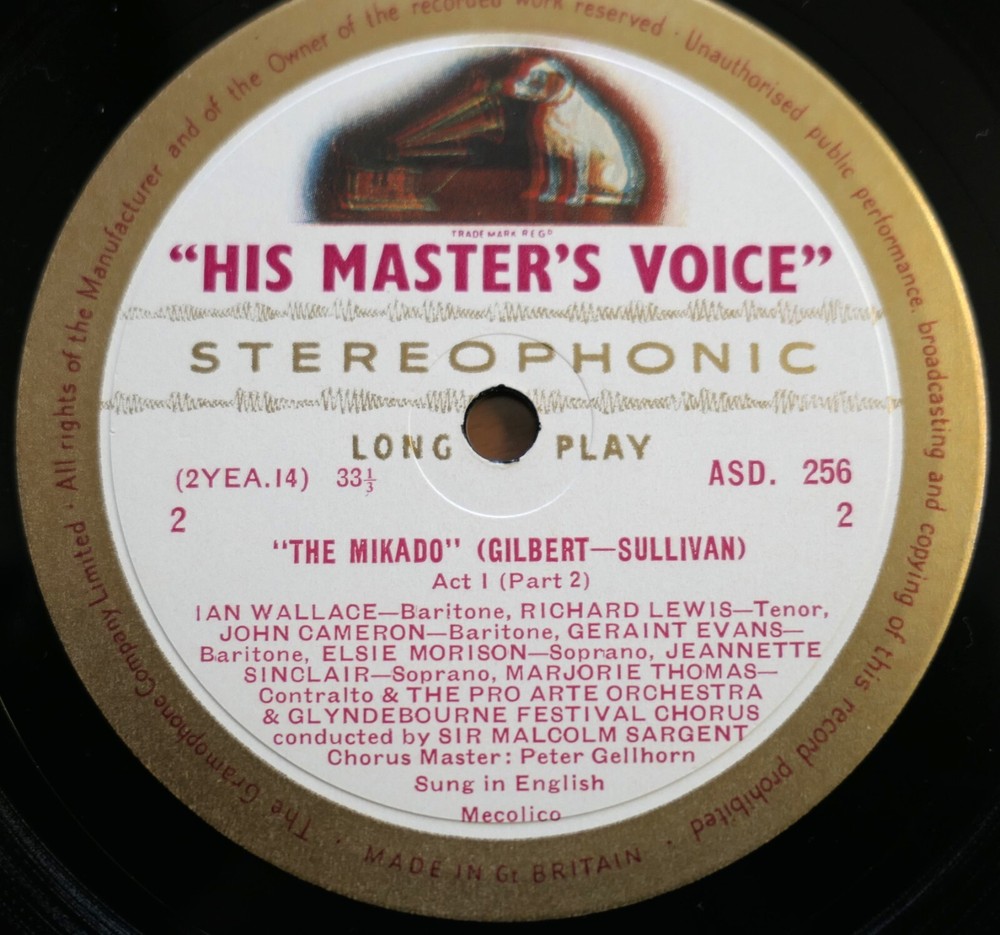 The Gramophone Company Limited · All rights of the Manufacturer and of the Owner of the recorded work reserved · Unauthorised public performance, broadcasting and copying of this record prohibited ·
TRADE MARK REGD
"HIS MASTER'S VOICE"
STEREOPHONIC
LONG PLAY
(2YEA.14) 33⅓ ASD. 256
2 2
"THE MIKADO" (GILBERT—SULLIVAN)
Act 1 (Part 2)
IAN WALLACE—Baritone, RICHARD LEWIS—Tenor,
JOHN CAMERON—Baritone, GERAINT EVANS—
Baritone, ELSIE MORISON—Soprano, JEANNETTE
SINCLAIR—Soprano, MARJORIE THOMAS—
Contralto & THE PRO ARTE ORCHESTRA
& GLYNDEBOURNE FESTIVAL CHORUS
conducted by SIR MALCOLM SARGENT
Chorus Master: Peter Gellhorn
Sung in English
Mecolico
MADE IN Gt. BRITAIN